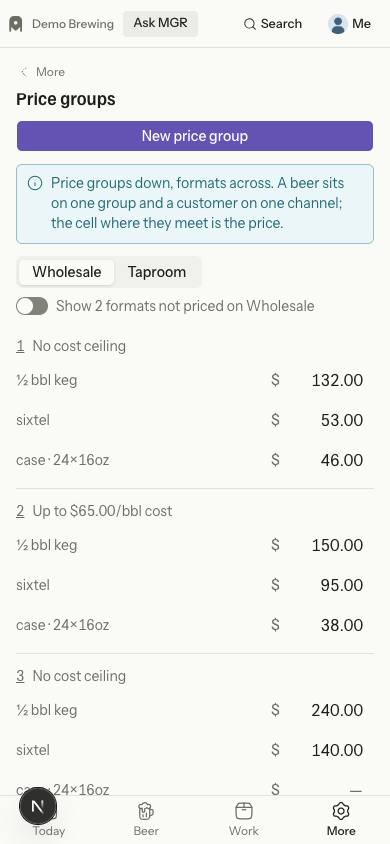 Demo Brewing
Ask MGR
Search
Me
More
Price groups
New price group
Price groups down, formats across. A beer sits
on one group and a customer on one channel;
the cell where they meet is the price.
Wholesale
Taproom
Show 2 formats not priced on Wholesale
1 No cost ceiling
½ bbl keg $ 132.00
sixtel $ 53.00
case · 24×16oz $ 46.00
2 Up to $65.00/bbl cost
½ bbl keg $ 150.00
sixtel $ 95.00
case · 24×16oz $ 38.00
3 No cost ceiling
½ bbl keg $ 240.00
sixtel $ 140.00
case · 24×16oz $ —
N
Today
Beer
Work
More